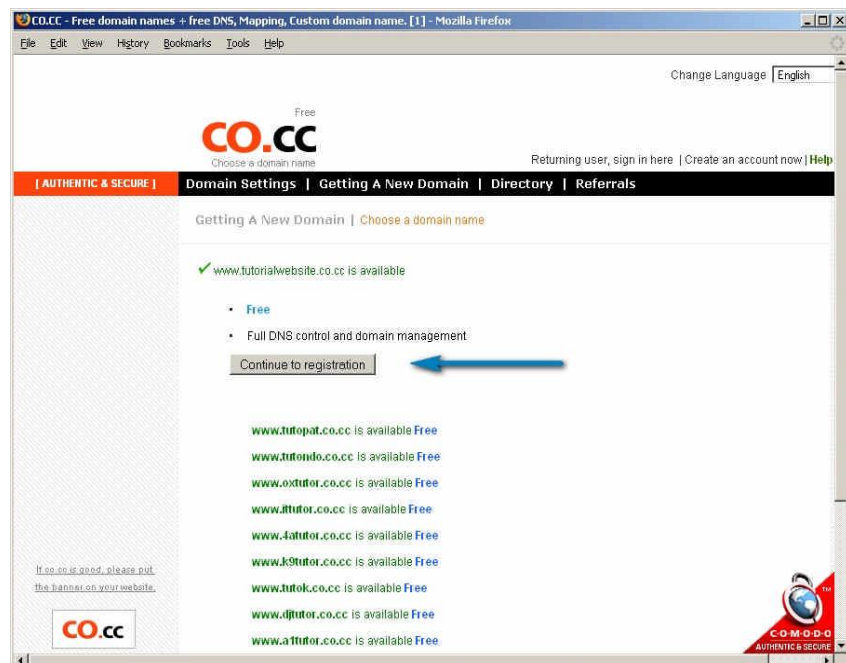 CO.CC - Free domain names + free DNS, Mapping, Custom domain name. [1] - Mozilla Firefox
File Edit View History Bookmarks Tools Help
Change Language English
Free
CO.cc
Choose a domain name
Returning user, sign in here | Create an account now | Help
[ AUTHENTIC & SECURE ]
Domain Settings | Getting A New Domain | Directory | Referrals
Getting A New Domain | Choose a domain name
www.tutorialwebsite.co.cc is available
• Free
• Full DNS control and domain management
Continue to registration
www.tutopat.co.cc is available Free
www.tutondo.co.cc is available Free
www.oxtutor.co.cc is available Free
www.ittutor.co.cc is available Free
www.4atutor.co.cc is available Free
www.k9tutor.co.cc is available Free
www.tutok.co.cc is available Free
www.djtutor.co.cc is available Free
www.a1tutor.co.cc is available Free
If co.cc is good, please put
the banner on your website.
CO.cc
TM
C·O·M·O·D·O
AUTHENTIC & SECURE